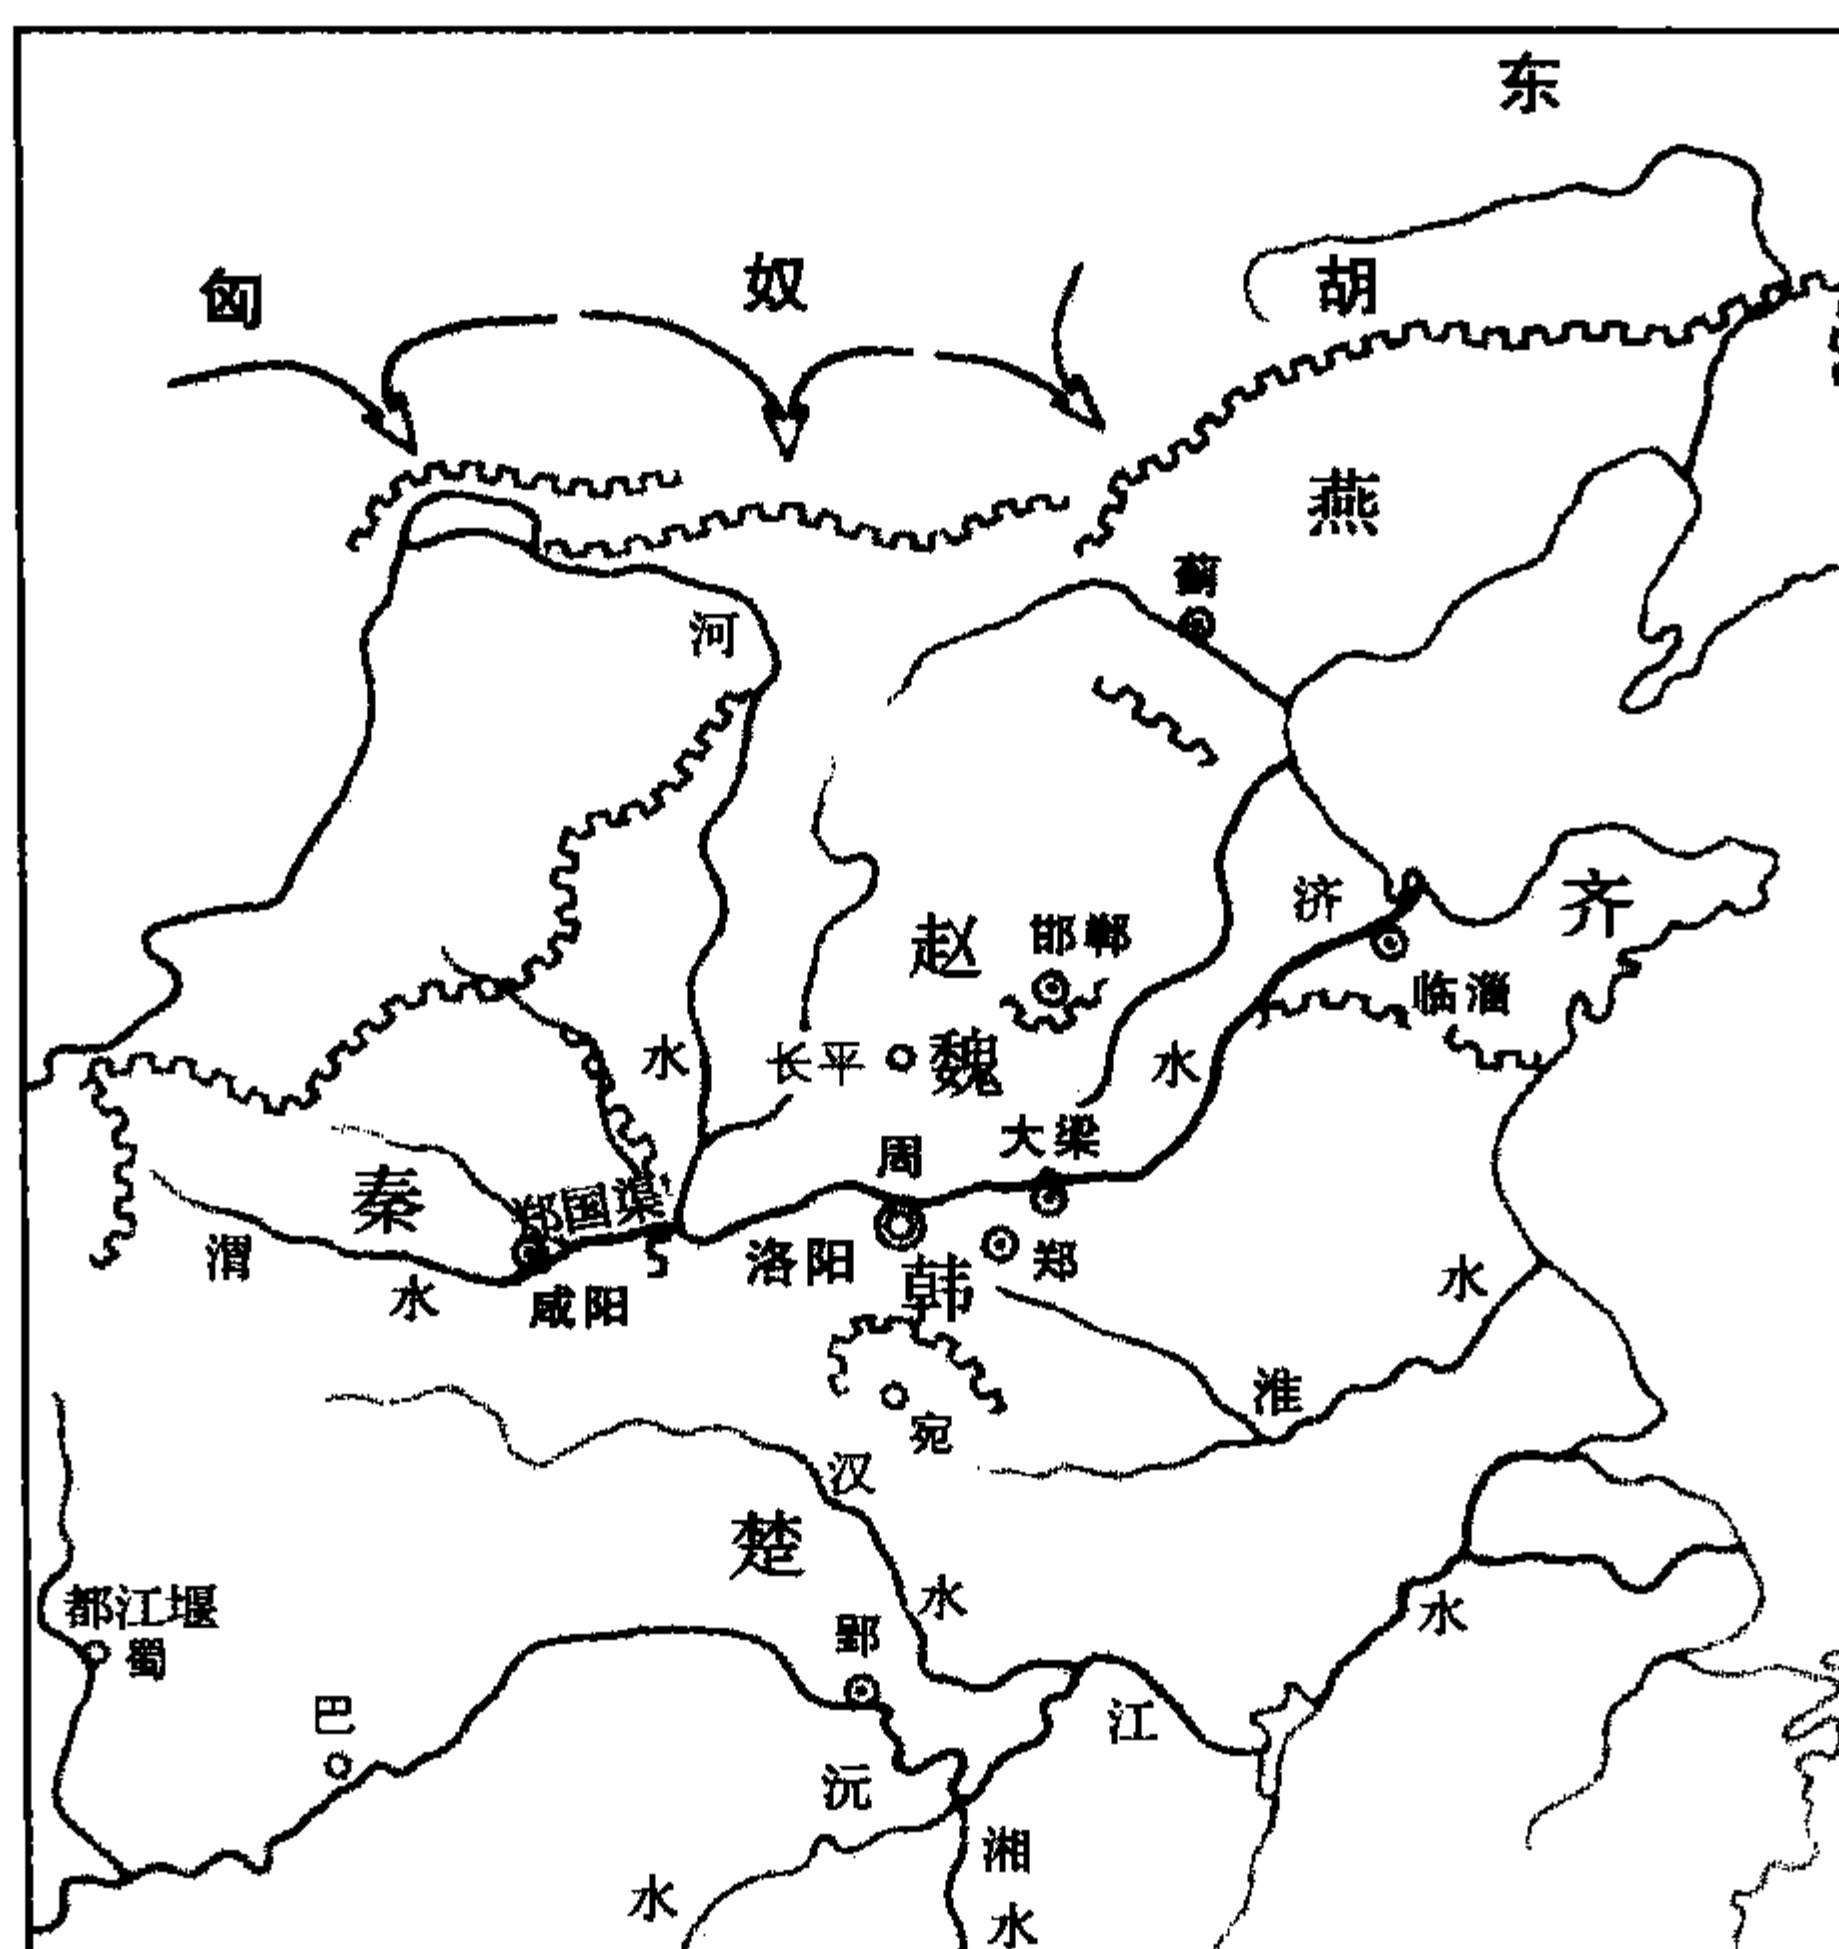 东胡
匈奴
燕
蓟
河水
济水
齐
临淄
赵
邯郸
长平
魏
大梁
周
洛阳
郑
韩
秦
郑国渠
咸阳
渭水
宛
淮水
汉水
楚
郢
都江堰
蜀
巴
江水
沅水
湘水